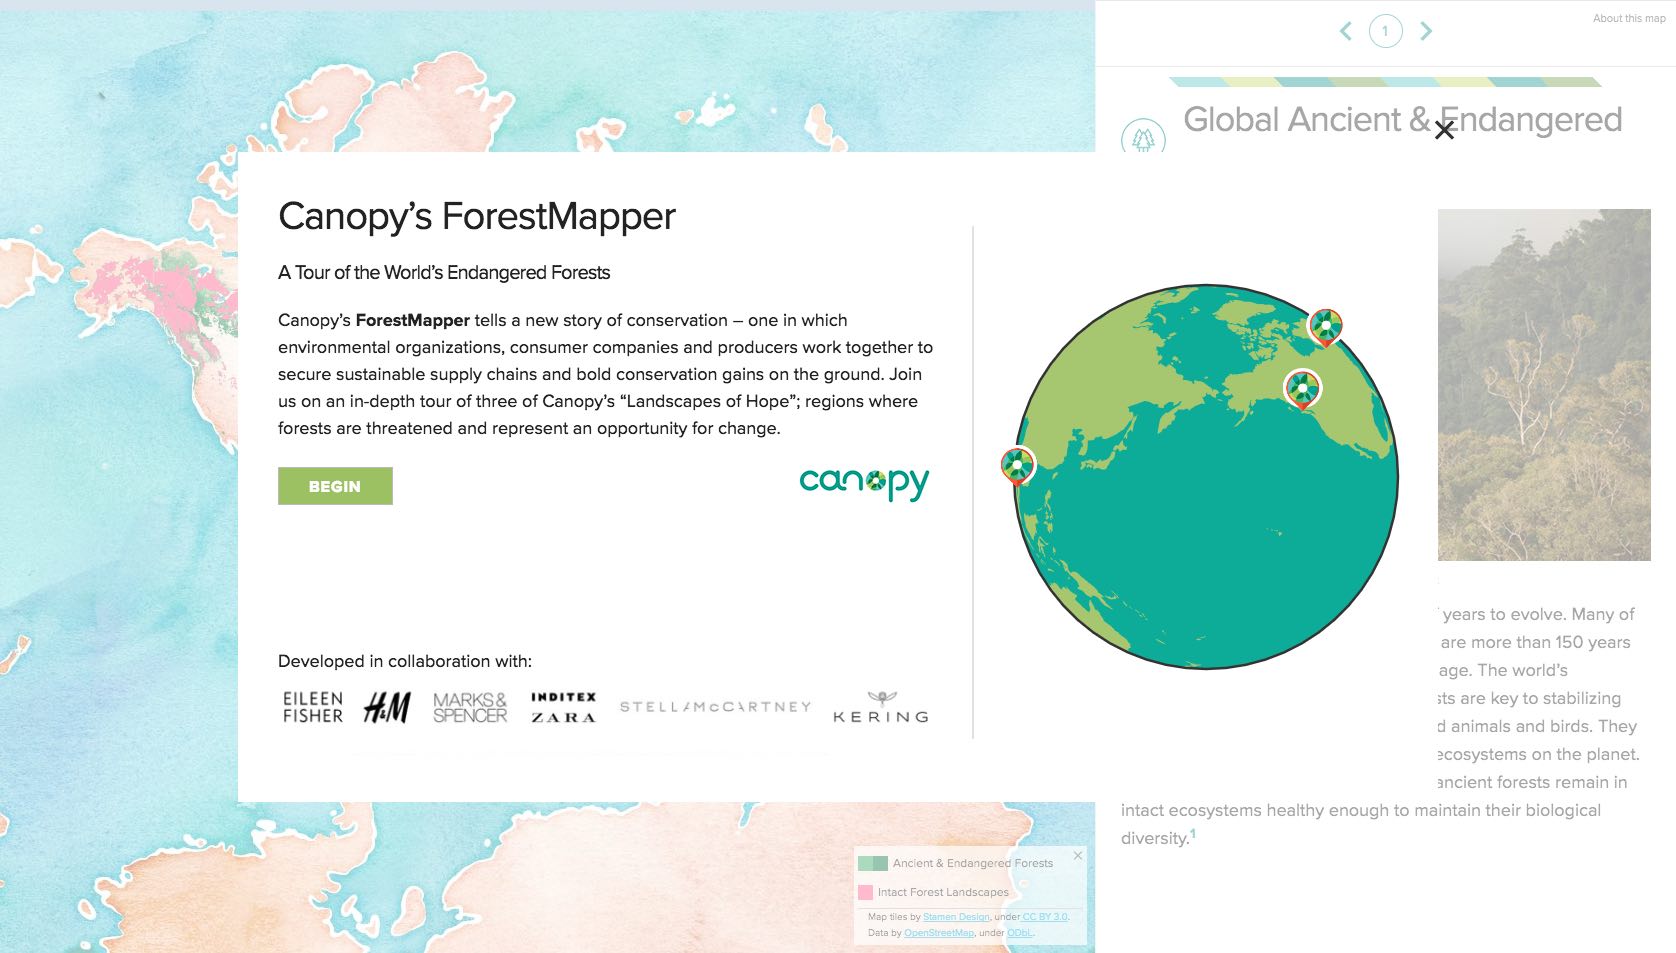 About this map
1
Global Ancient & Endangered
Canopy’s ForestMapper
A Tour of the World’s Endangered Forests
Canopy’s ForestMapper tells a new story of conservation – one in which
environmental organizations, consumer companies and producers work together to
secure sustainable supply chains and bold conservation gains on the ground. Join
us on an in-depth tour of three of Canopy’s “Landscapes of Hope”; regions where
forests are threatened and represent an opportunity for change.
BEGIN
canopy
Developed in collaboration with:
EILEEN
FISHER
H&M
MARKS&
SPENCER
INDITEX
ZARA
STELLA McCARTNEY
KERING
years to evolve. Many of
are more than 150 years
age. The world’s
sts are key to stabilizing
d animals and birds. They
ecosystems on the planet.
ancient forests remain in
intact ecosystems healthy enough to maintain their biological
diversity.1
Ancient & Endangered Forests
Intact Forest Landscapes
Map tiles by Stamen Design, under CC BY 3.0.
Data by OpenStreetMap, under ODbL.